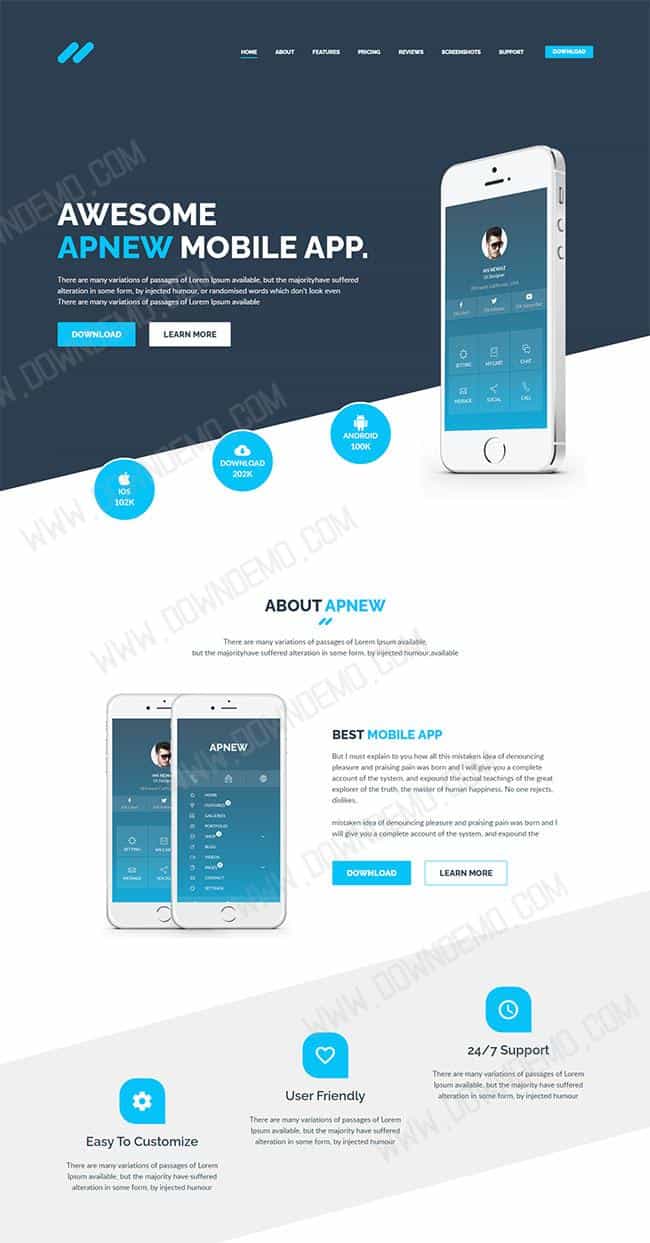 HOME ABOUT FEATURES PRICING REVIEWS SCREENSHOTS SUPPORT DOWNLOAD
AWESOME
APNEW MOBILE APP.
There are many variations of passages of Lorem Ipsum available, but the majorityhave suffered
alteration in some form, by injected humour, or randomised words which don't look even
There are many variations of passages of Lorem Ipsum available
DOWNLOAD LEARN MORE
SETTING MY CART CHAT
MESSAGE SOCIAL CALL
ANDROID
100K
DOWNLOAD
202K
IOS
102K
WWW.DOWNDEMO.COM
ABOUT APNEW
There are many variations of passages of Lorem Ipsum available,
but the majorityhave suffered alteration in some form, by injected humour,available
APNEW
HOME
FEATURES
GALLERIES
PORTFOLIO
SHOP
BLOG
VIDEOS
PAGES
CONTACT
SETTINGS
SETTING MY CAR
MESSAGE SOCIA
BEST MOBILE APP
But I must explain to you how all this mistaken idea of denouncing
pleasure and praising pain was born and I will give you a complete
account of the system, and expound the actual teachings of the great
explorer of the truth, the master of human happiness. No one rejects,
dislikes,
mistaken idea of denouncing pleasure and praising pain was born and I
will give you a complete account of the system, and expound the
DOWNLOAD LEARN MORE
WWW.DOWNDEMO.COM
24/7 Support
There are many variations of passages of Lorem
Ipsum available, but the majority have suffered
alteration in some, by injected humour
User Friendly
There are many variations of passages of Lorem
Ipsum available, but the majority have suffered
alteration in some, by injected humour
Easy To Customize
There are many variations of passages of Lorem
Ipsum available, but the majority have suffered
alteration in some, by injected humour